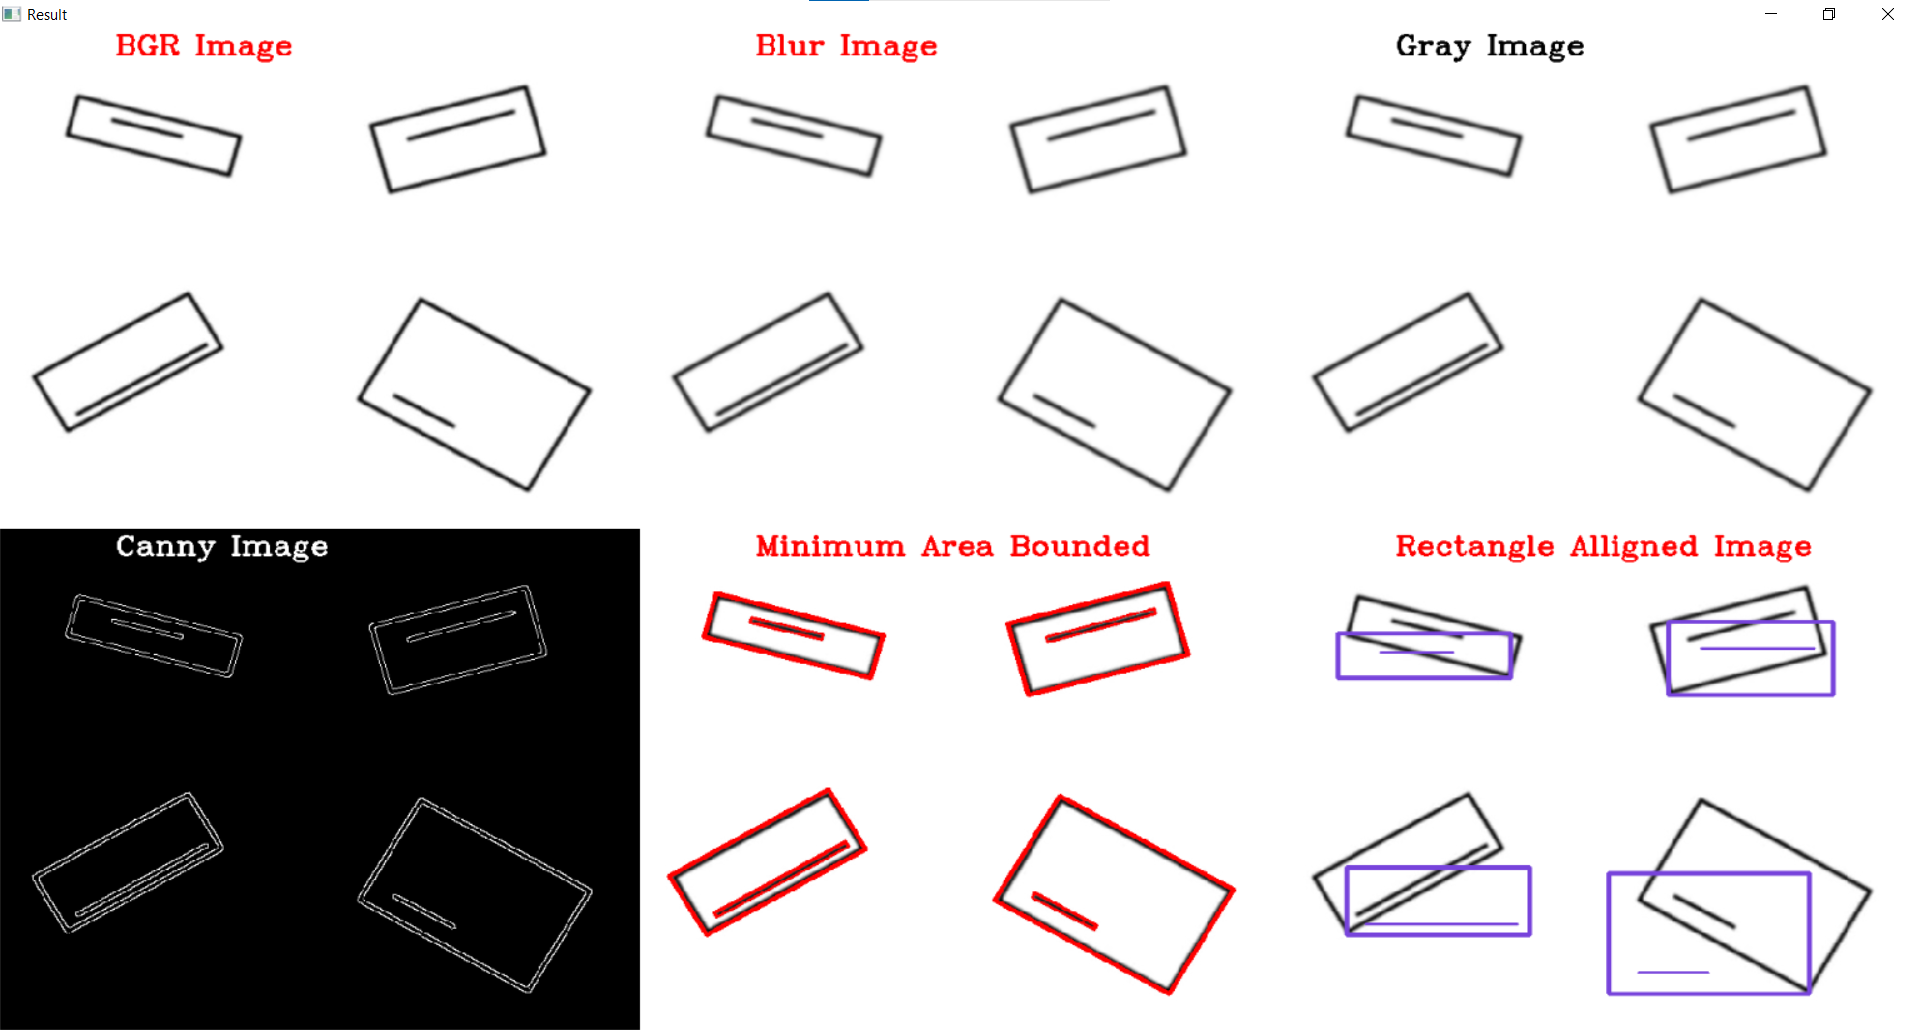 Result
BGR Image
Blur Image
Gray Image
Canny Image
Minimum Area Bounded
Rectangle Alligned Image